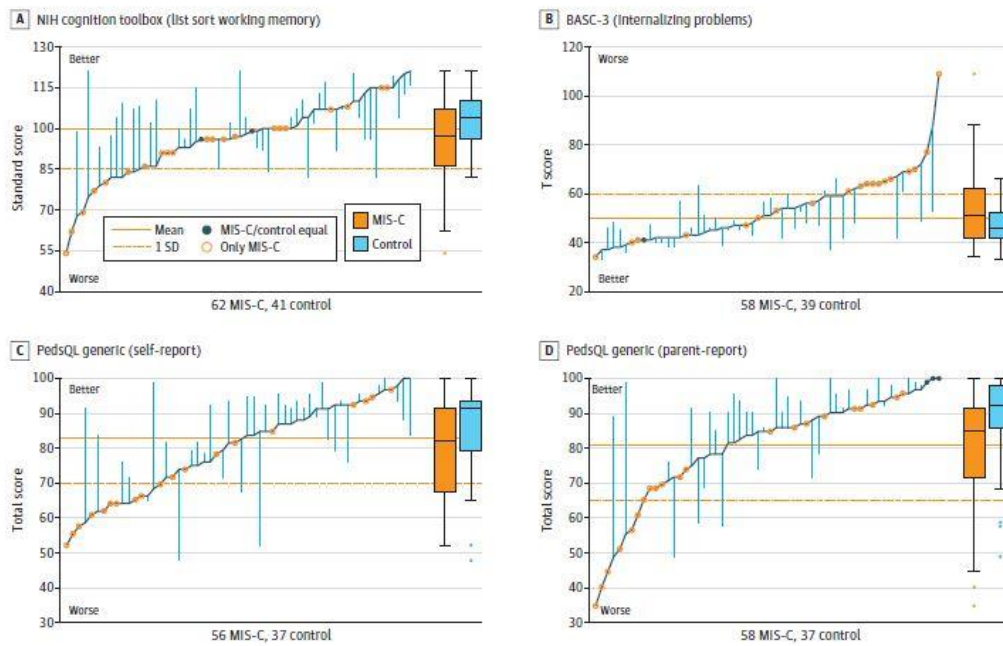 A NIH cognition toolbox (list sort working memory)
130
115
100
85
70
55
40
Standard score
Better
Worse
Mean
1 SD
MIS-C/control equal
Only MIS-C
MIS-C
Control
62 MIS-C, 41 control
B BASC-3 (internalizing problems)
120
100
80
60
40
20
T score
Worse
Better
58 MIS-C, 39 control
C PedsQL generic (self-report)
100
90
80
70
60
50
40
30
Total score
Better
Worse
56 MIS-C, 37 control
D PedsQL generic (parent-report)
100
90
80
70
60
50
40
30
Total score
Better
Worse
58 MIS-C, 37 control